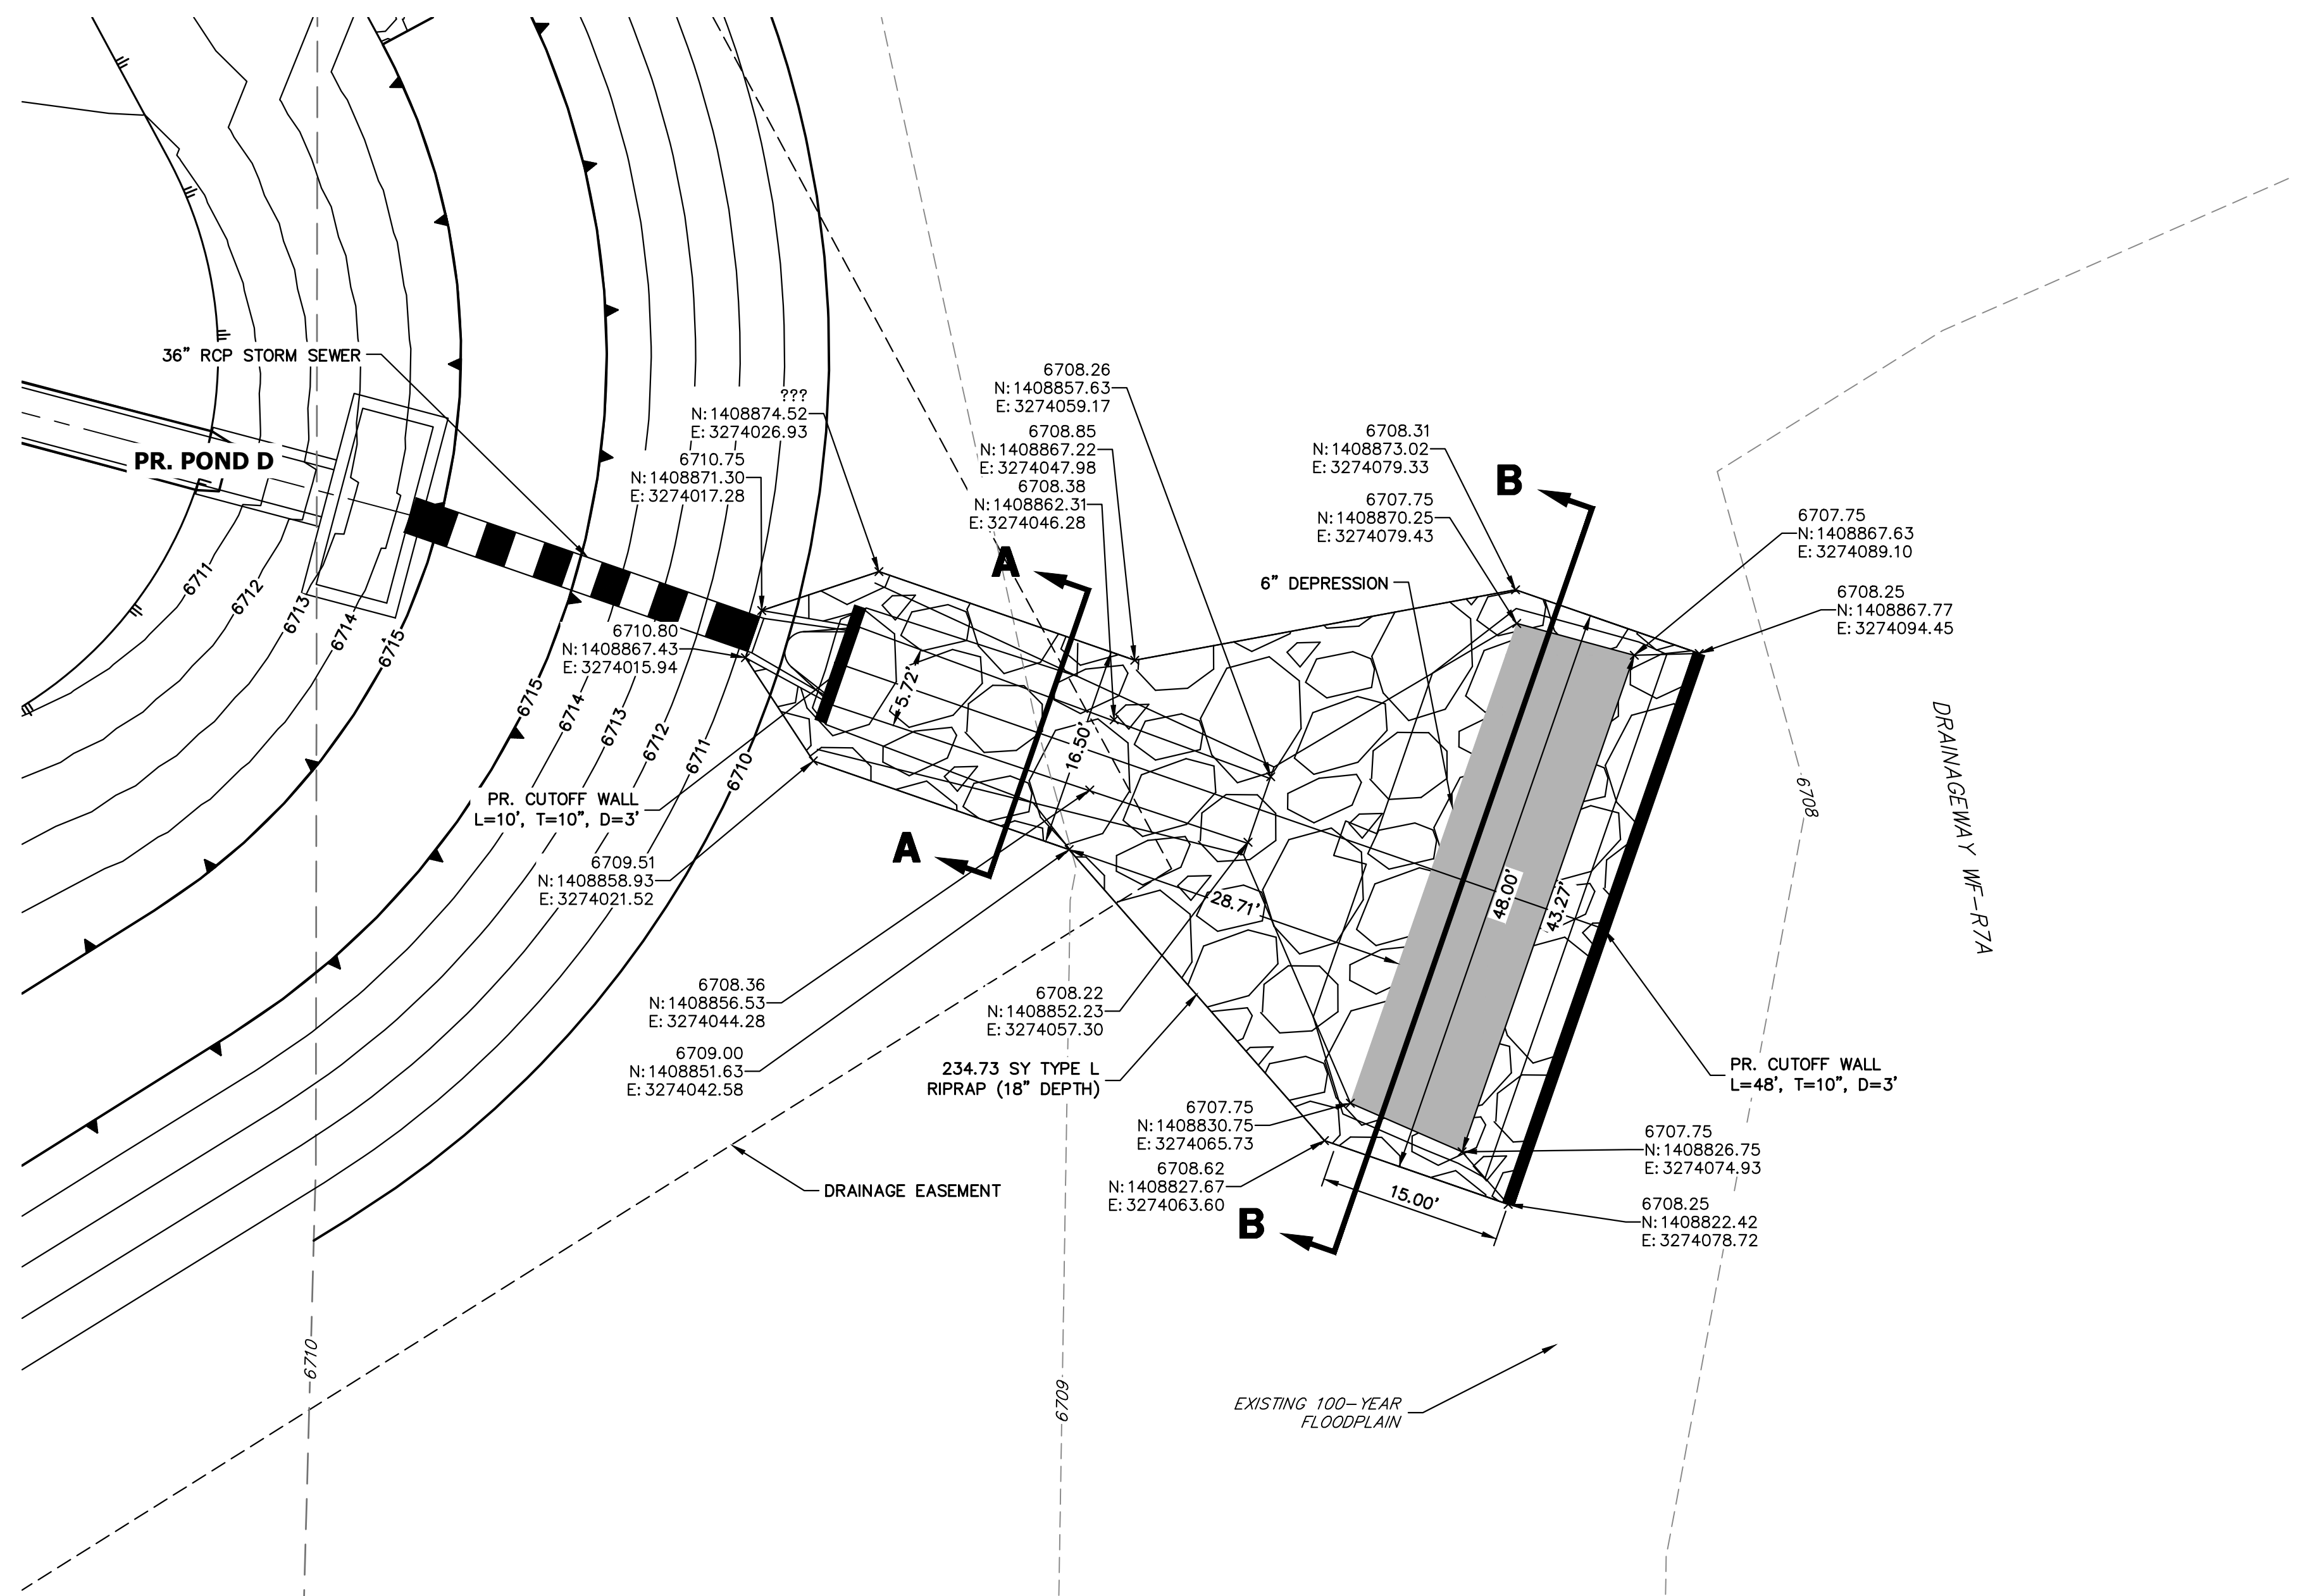 36” RCP STORM SEWER
PR. POND D
???
N: 1408874.52
E: 3274026.93
6710.75
N: 1408871.30
E: 3274017.28
6708.26
N: 1408857.63
E: 3274059.17
6708.85
N: 1408867.22
E: 3274047.98
6708.38
N: 1408862.31
E: 3274046.28
6708.31
N: 1408873.02
E: 3274079.33
6707.75
N: 1408870.25
E: 3274079.43
6” DEPRESSION
B
6707.75
N: 1408867.63
E: 3274089.10
6708.25
N: 1408867.77
E: 3274094.45
A
6710.80
N: 1408867.43
E: 3274015.94
5.72'
16.50'
6711
6712
6713
6714
6715
6715
6714
6713
6712
6711
6710
PR. CUTOFF WALL
L=10', T=10”, D=3'
6709.51
N: 1408858.93
E: 3274021.52
A
28.71'
48.00'
43.27'
6708
DRAINAGEWAY WF-R7A
6708.36
N: 1408856.53
E: 3274044.28
6709.00
N: 1408851.63
E: 3274042.58
6708.22
N: 1408852.23
E: 3274057.30
234.73 SY TYPE L
RIPRAP (18” DEPTH)
6707.75
N: 1408830.75
E: 3274065.73
6708.62
N: 1408827.67
E: 3274063.60
PR. CUTOFF WALL
L=48', T=10”, D=3'
6707.75
N: 1408826.75
E: 3274074.93
6708.25
N: 1408822.42
E: 3274078.72
15.00'
B
DRAINAGE EASEMENT
6710
6709
EXISTING 100-YEAR
FLOODPLAIN